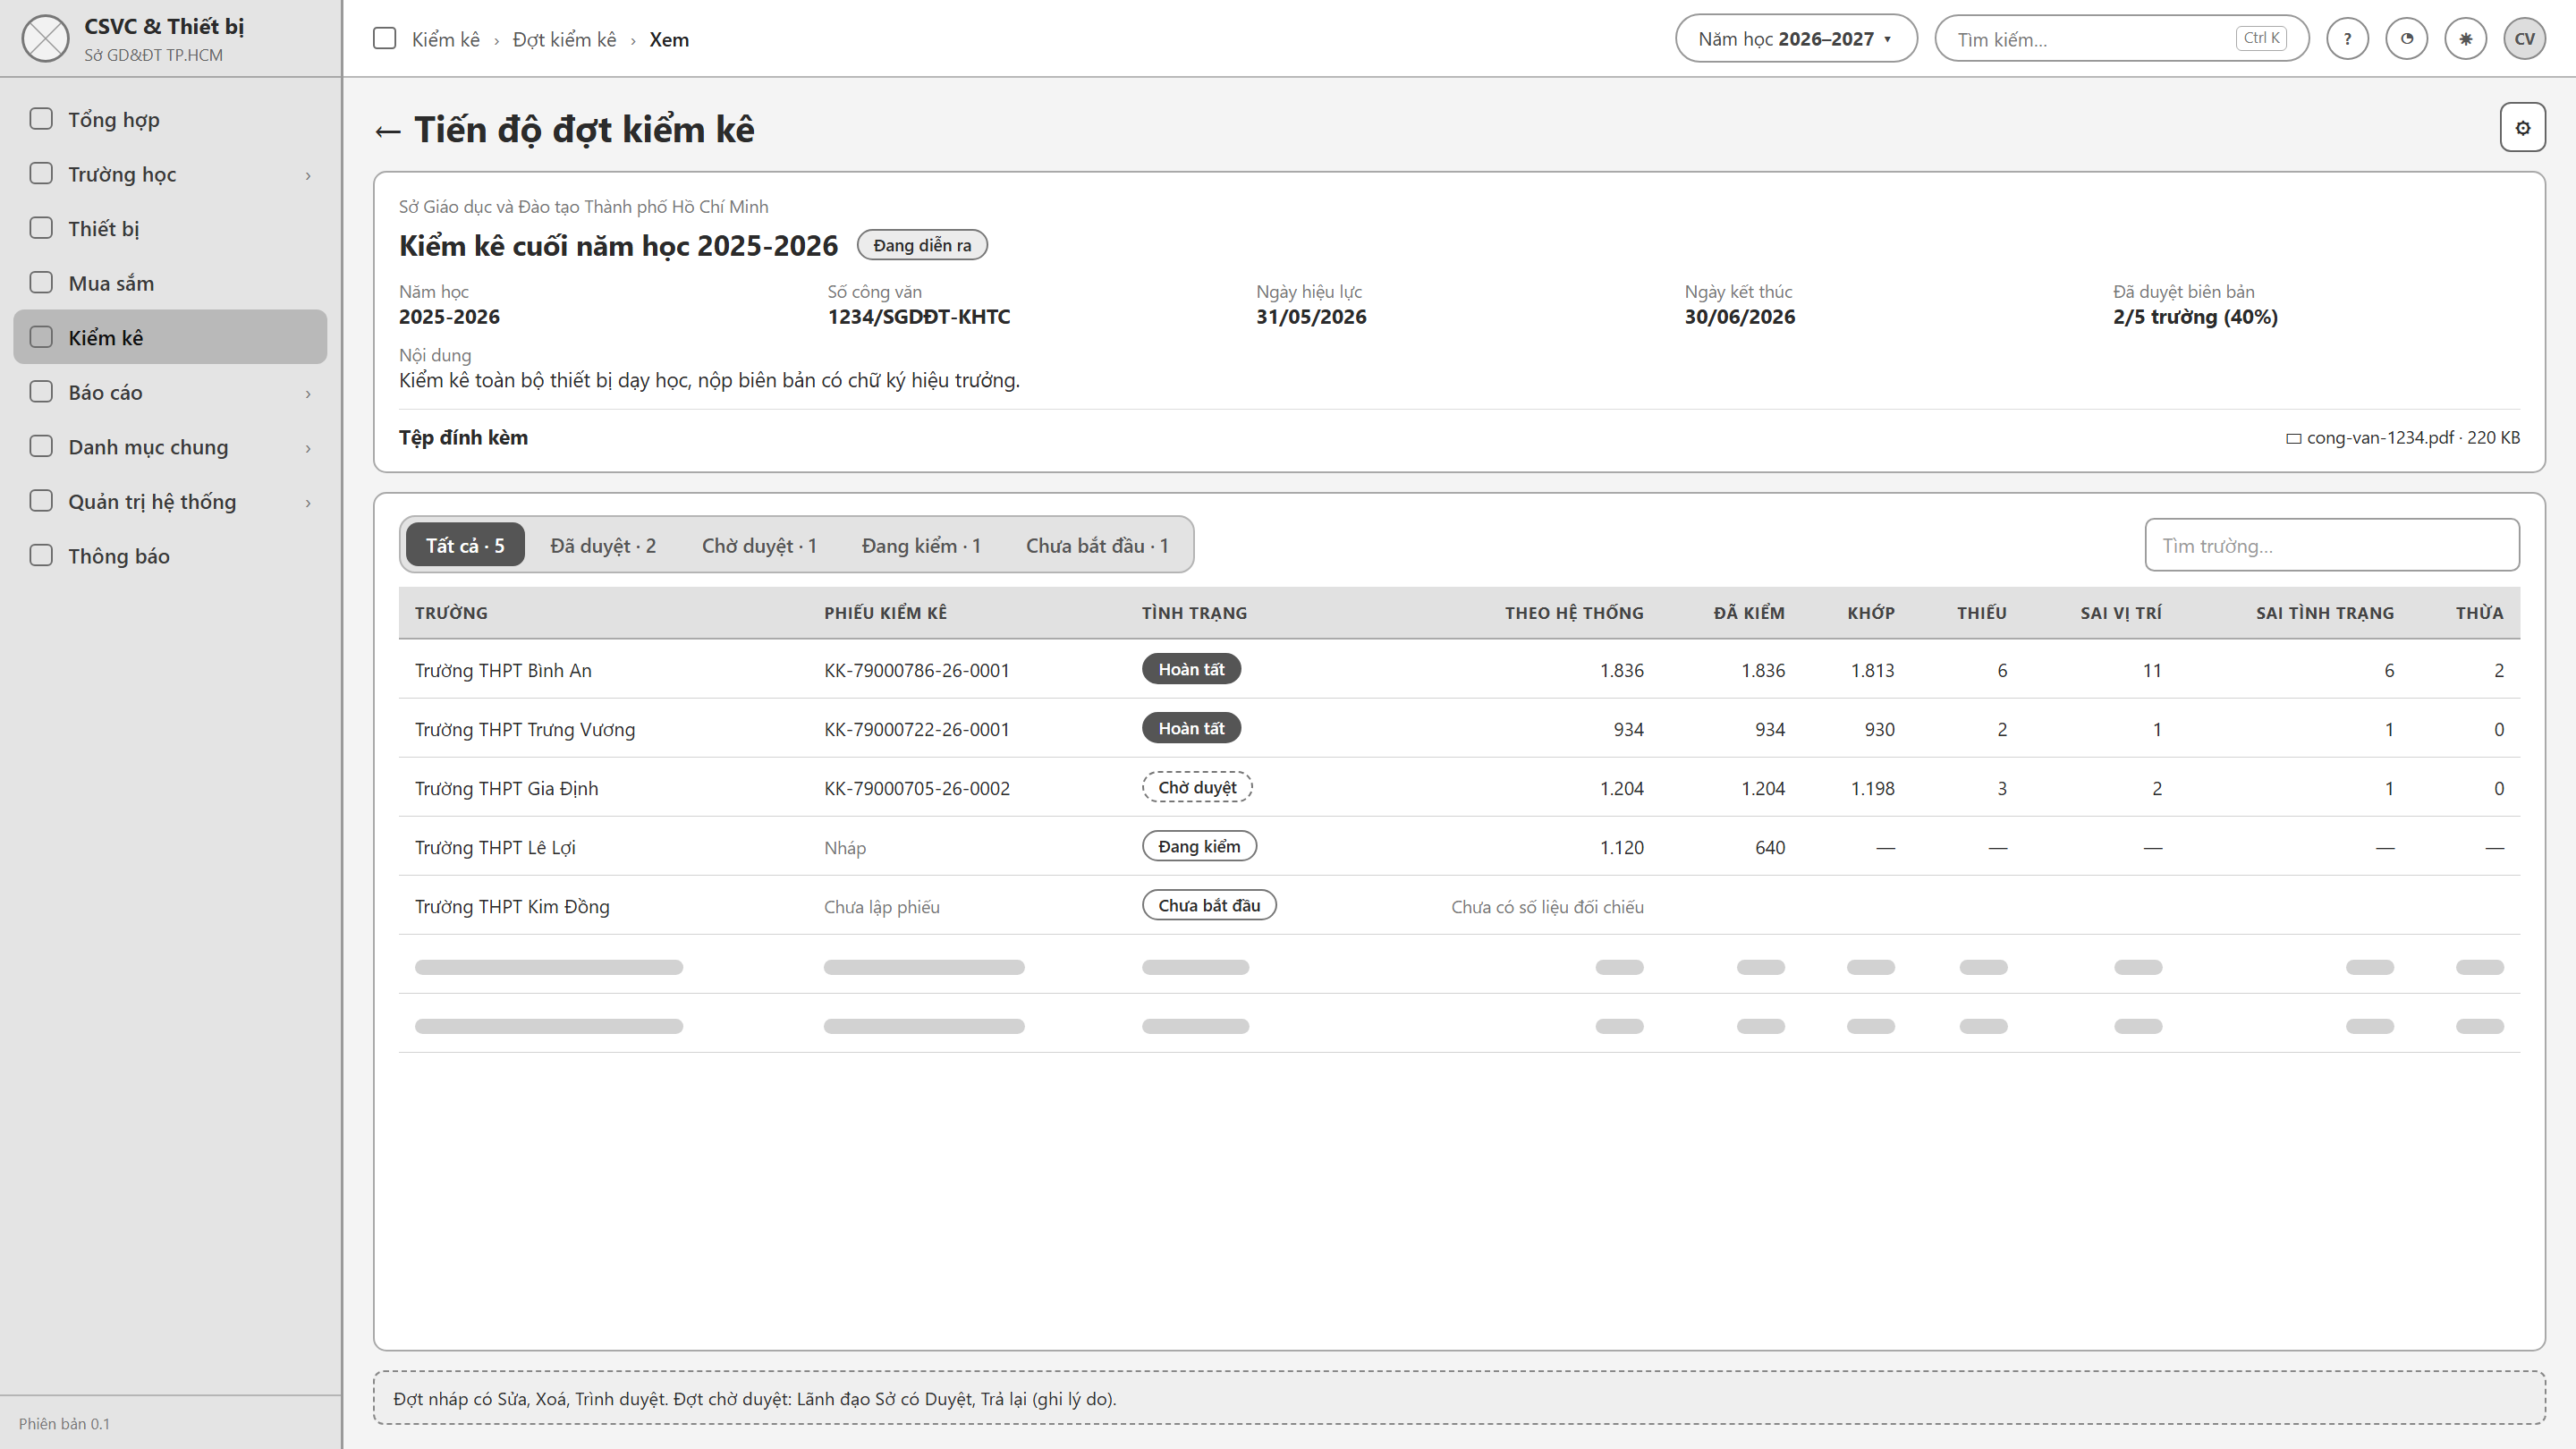 CSVC & Thiết bị
Sở GD&ĐT TP.HCM
Tổng hợp
Trường học ›
Thiết bị
Mua sắm
Kiểm kê
Báo cáo ›
Danh mục chung ›
Quản trị hệ thống ›
Thông báo
Phiên bản 0.1
Kiểm kê › Đợt kiểm kê › Xem
Năm học 2026–2027 ▾
Tìm kiếm... Ctrl K
?
CV
← Tiến độ đợt kiểm kê
Sở Giáo dục và Đào tạo Thành phố Hồ Chí Minh
Kiểm kê cuối năm học 2025-2026 Đang diễn ra
Năm học Số công văn Ngày hiệu lực Ngày kết thúc Đã duyệt biên bản
2025-2026 1234/SGDĐT-KHTC 31/05/2026 30/06/2026 2/5 trường (40%)
Nội dung
Kiểm kê toàn bộ thiết bị dạy học, nộp biên bản có chữ ký hiệu trưởng.
Tệp đính kèm cong-van-1234.pdf · 220 KB
Tất cả · 5 Đã duyệt · 2 Chờ duyệt · 1 Đang kiểm · 1 Chưa bắt đầu · 1 Tìm trường...
TRƯỜNG PHIẾU KIỂM KÊ TÌNH TRẠNG THEO HỆ THỐNG ĐÃ KIỂM KHỚP THIẾU SAI VỊ TRÍ SAI TÌNH TRẠNG THỪA
Trường THPT Bình An KK-79000786-26-0001 Hoàn tất 1.836 1.836 1.813 6 11 6 2
Trường THPT Trưng Vương KK-79000722-26-0001 Hoàn tất 934 934 930 2 1 1 0
Trường THPT Gia Định KK-79000705-26-0002 Chờ duyệt 1.204 1.204 1.198 3 2 1 0
Trường THPT Lê Lợi Nháp Đang kiểm 1.120 640 — — — — —
Trường THPT Kim Đồng Chưa lập phiếu Chưa bắt đầu Chưa có số liệu đối chiếu
Đợt nháp có Sửa, Xoá, Trình duyệt. Đợt chờ duyệt: Lãnh đạo Sở có Duyệt, Trả lại (ghi lý do).